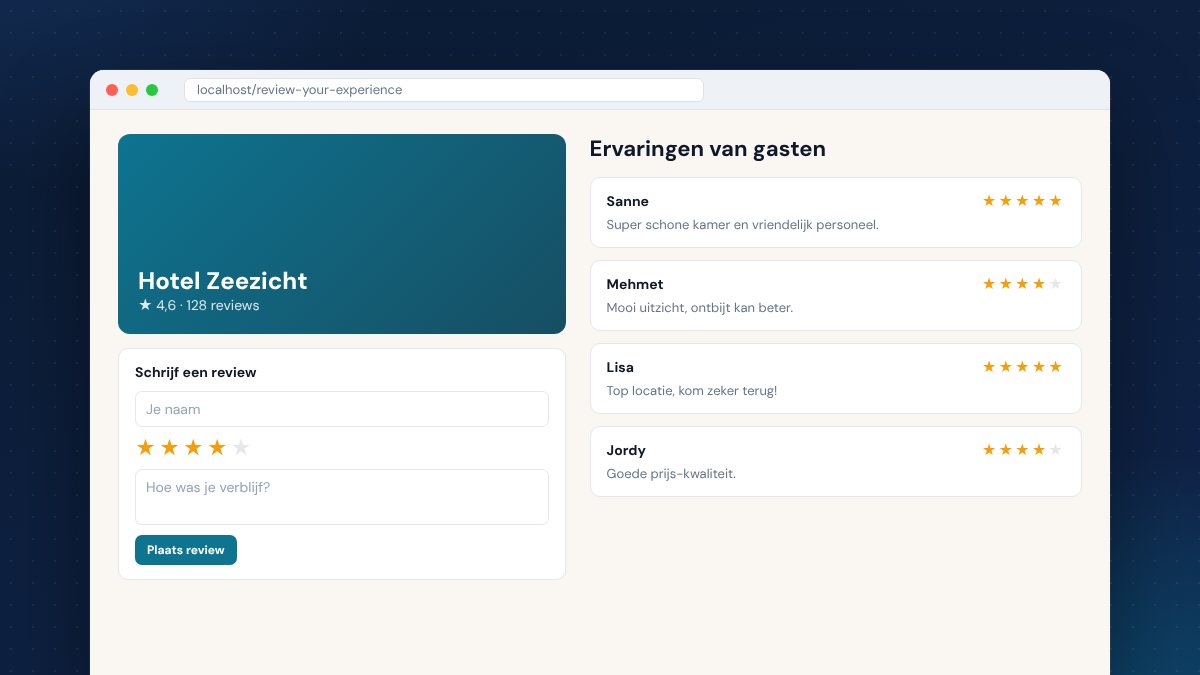 localhost/review-your-experience
Hotel Zeezicht
★ 4,6 · 128 reviews
Schrijf een review
Je naam
Hoe was je verblijf?
Plaats review
Ervaringen van gasten
Sanne
Super schone kamer en vriendelijk personeel.
Mehmet
Mooi uitzicht, ontbijt kan beter.
Lisa
Top locatie, kom zeker terug!
Jordy
Goede prijs-kwaliteit.